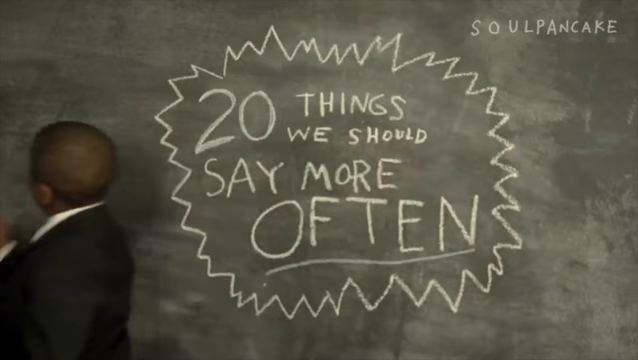 SOULPANCAKE
20 THINGS
WE SHOULD
SAY MORE
OFTEN